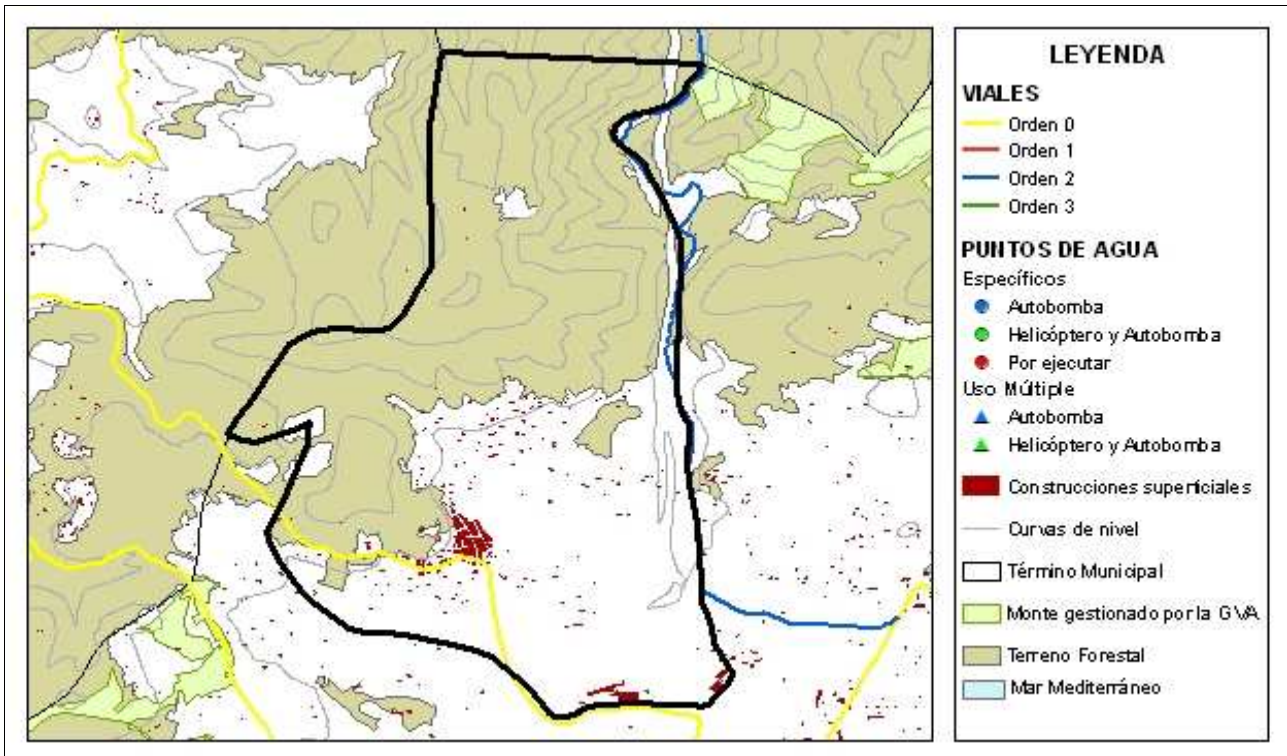 LEYENDA
VIALES
Orden 0
Orden 1
Orden 2
Orden 3
PUNTOS DE AGUA
Específicos
Autobomba
Helicóptero y Autobomba
Por ejecutar
Uso Múltiple
Autobomba
Helicóptero y Autobomba
Construcciones superficiales
Curvas de nivel
Término Municipal
Monte gestionado por la GVA
Terreno Forestal
Mar Mediterráneo